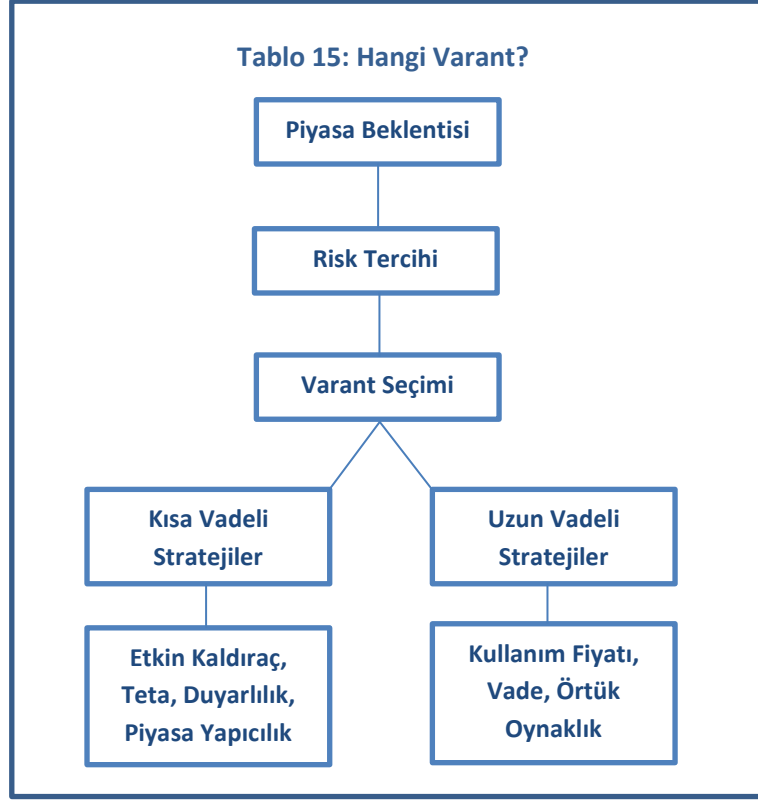 Tablo 15: Hangi Varant?
Piyasa Beklentisi
Risk Tercihi
Varant Seçimi
Kısa Vadeli
Stratejiler
Uzun Vadeli
Stratejiler
Etkin Kaldıraç,
Teta, Duyarlılık,
Piyasa Yapıcılık
Kullanım Fiyatı,
Vade, Örtük
Oynaklık